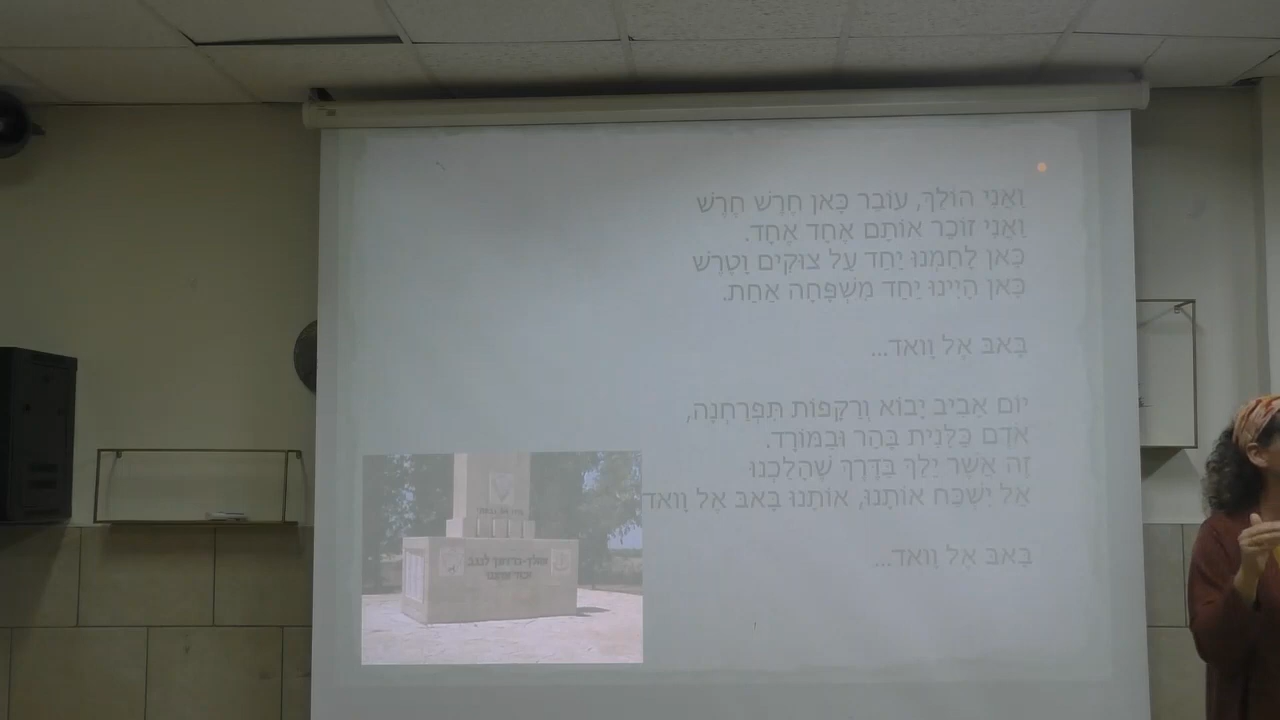 וַאֲנִי הוֹלֵךְ, עוֹבֵר כָּאן חֶרֶשׁ חֶרֶשׁ
וַאֲנִי זוֹכֵר אוֹתָם אֶחָד אֶחָד.
כָּאן לָחַמְנוּ יַחַד עַל צוּקִים וָטֶרֶשׁ
כָּאן הָיִינוּ יַחַד מִשְׁפָּחָה אַחַת.
בָּאבּ אֶל וָואד...
יוֹם אָבִיב יָבוֹא וְרַקָּפוֹת תִּפְרַחְנָה,
אֹדֶם כַּלָּנִית בָּהָר וּבַמּוֹרָד.
זֶה אֲשֶׁר יֵלֵךְ בַּדֶּרֶךְ שֶׁהָלַכְנוּ
אַל יִשְׁכַּח אוֹתָנוּ, אוֹתָנוּ בָּאבּ אֶל וָואד
בָּאבּ אֶל וָואד...